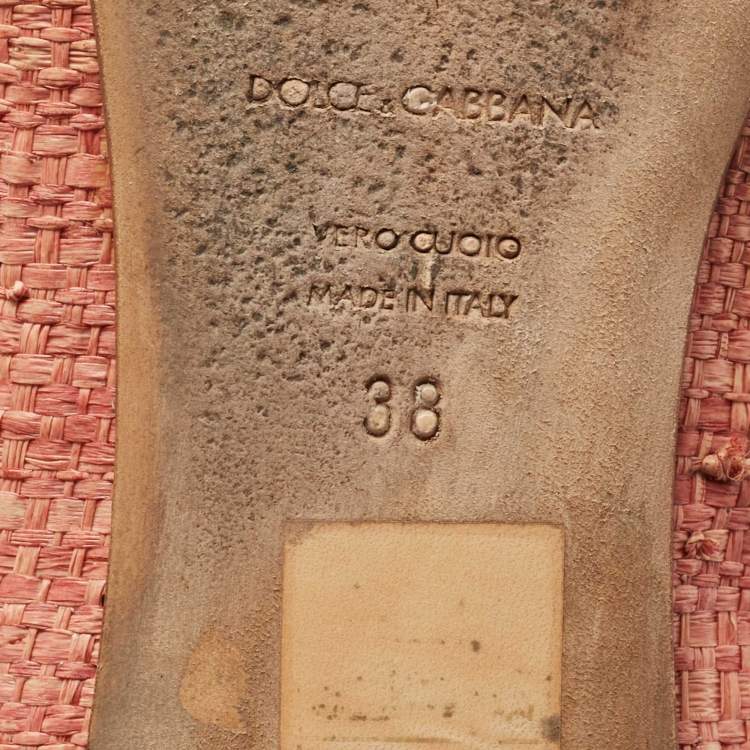 DOLCE & GABBANA
VERO CUOIO
MADE IN ITALY
38